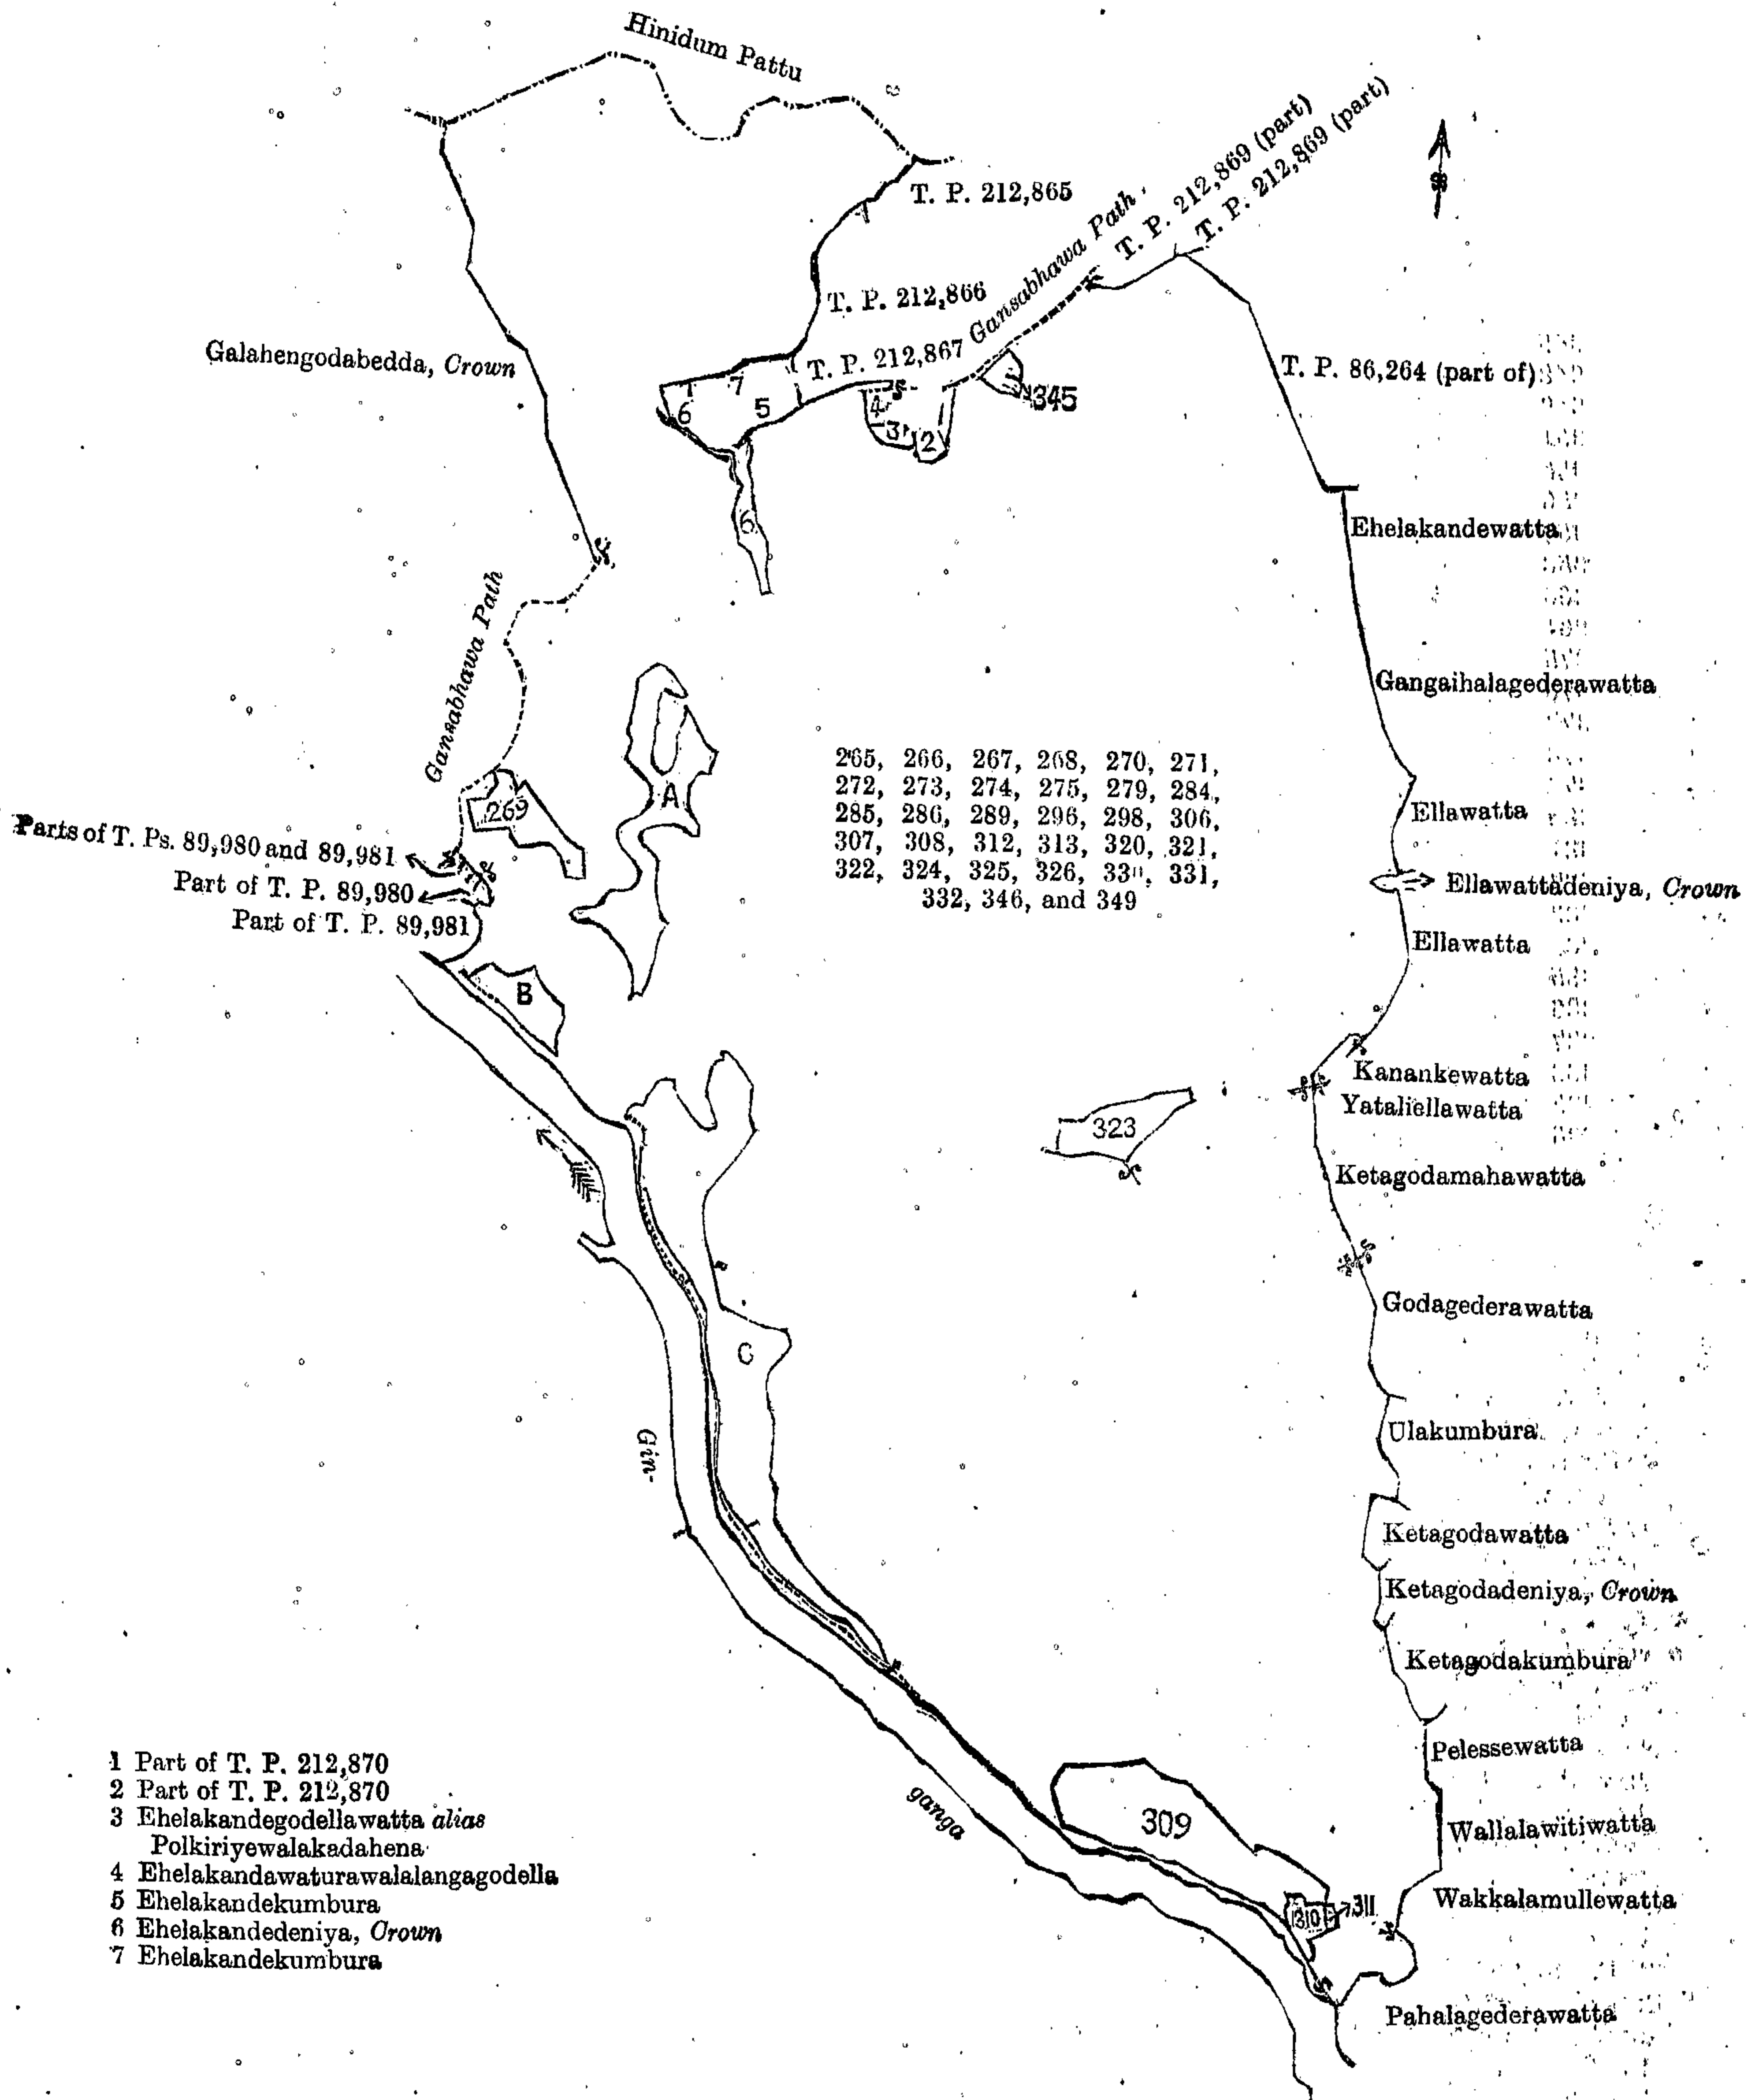 Hinidum Pattu
T. P. 212,869 (part)
T. P. 212,869 (part)
T. P. 212,865
Gansabhawa Path
T. P. 212,866
T. P. 212,867
Galahengodabedda, Crown
T. P. 86,264 (part of)
1
7
6
5
4
3
2
345
6
Ehelakandewatta
Gansabhawa Path
Gangaihalagederawatta
265, 266, 267, 268, 270, 271,
272, 273, 274, 275, 279, 284,
285, 286, 289, 296, 298, 306,
307, 308, 312, 313, 320, 321,
322, 324, 325, 326, 330, 331,
332, 346, and 349
A
269
Ellawatta
Parts of T. Ps. 89,980 and 89,981
Part of T. P. 89,980
Part of T. P. 89,981
Ellawattadeniya, Crown
Ellawatta
B
Kanankewatta
Yataliellawatta
323
Ketagodamahawatta
Godagederawatta
C
Ulakumbura
Gin-
Ketagodawatta
Ketagodadeniya, Crown
Ketagodakumbura
Pelessewatta
ganga
309
Wallalawitiwatta
310
311
Wakkalamullewatta
Pahalagederawatta
1 Part of T. P. 212,870
2 Part of T. P. 212,870
3 Ehelakandegodellawatta alias
Polkiriyewalakadahena
4 Ehelakandawaturawalalangagodella
5 Ehelakandekumbura
6 Ehelakandedeniya, Crown
7 Ehelakandekumbura